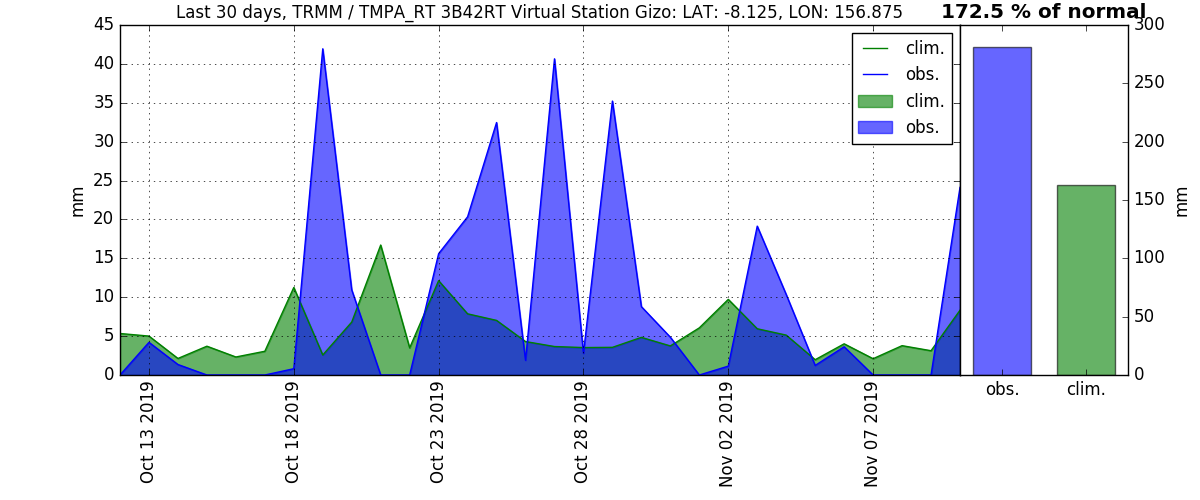 Last 30 days, TRMM / TMPA_RT 3B42RT Virtual Station Gizo: LAT: -8.125, LON: 156.875
172.5 % of normal
45
40
35
30
25
20
15
10
5
0
mm
clim.
obs.
clim.
obs.
Oct 13 2019
Oct 18 2019
Oct 23 2019
Oct 28 2019
Nov 02 2019
Nov 07 2019
300
250
200
150
100
50
0
mm
obs.
clim.